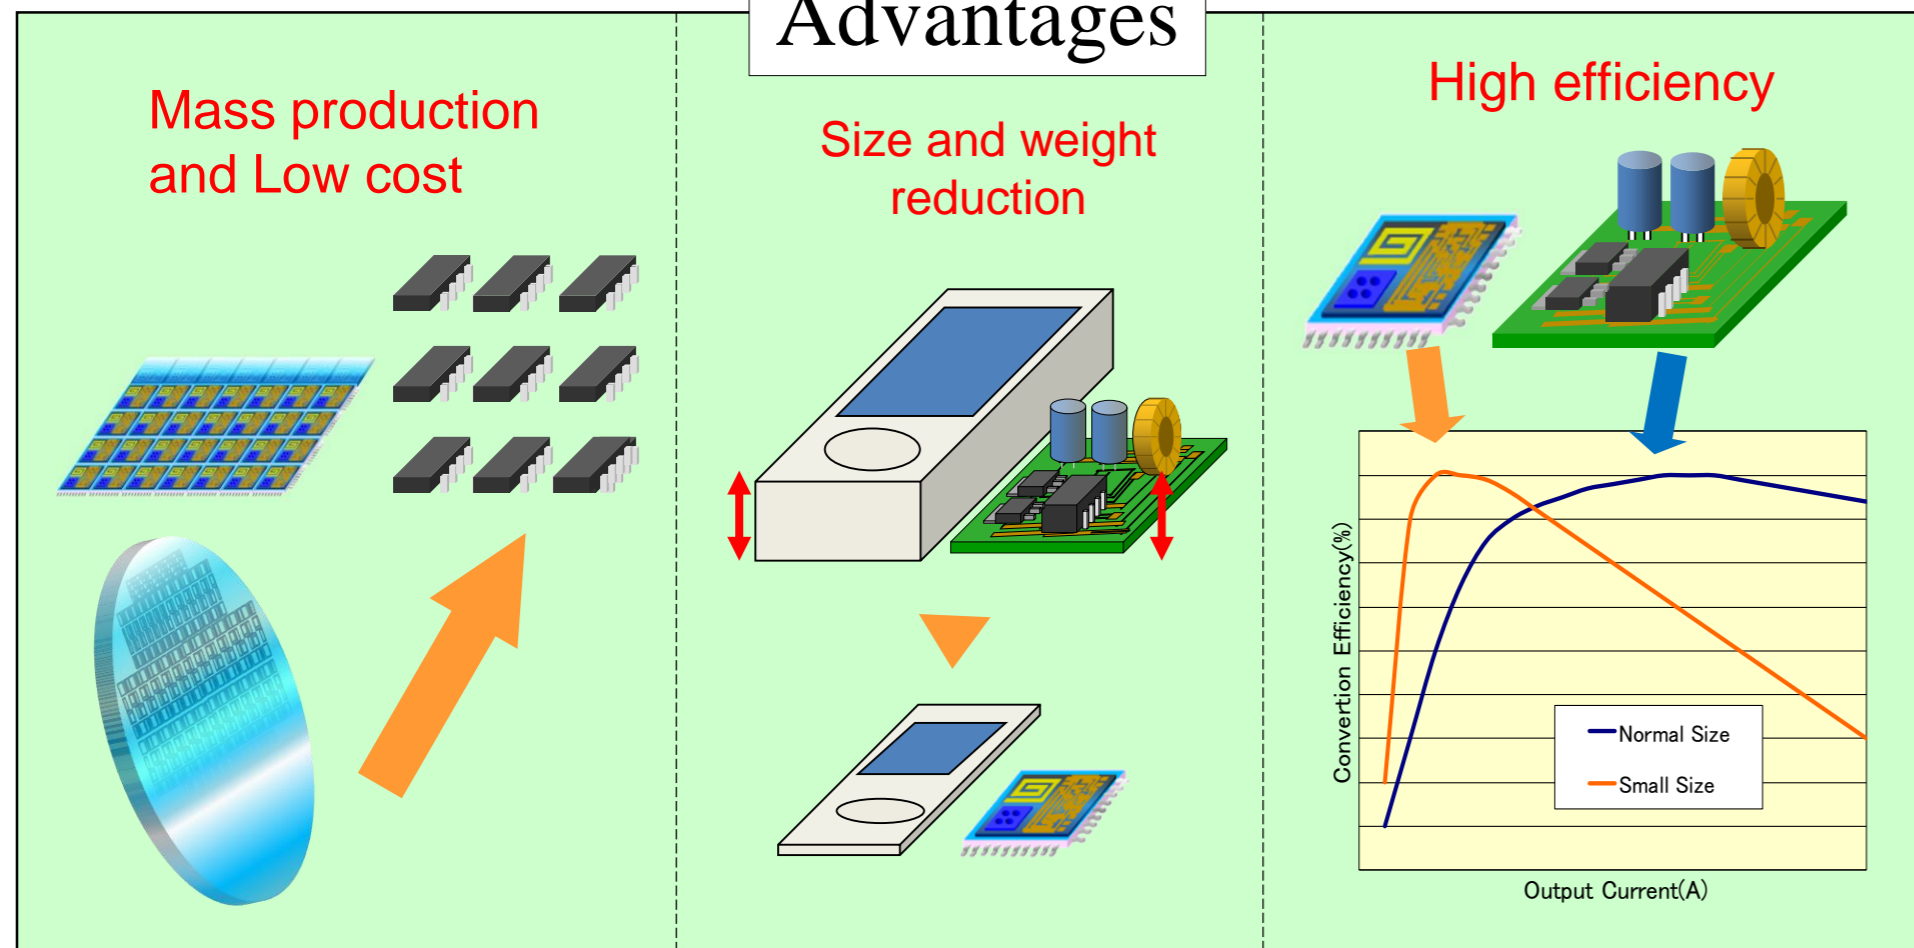 Advantages
Mass production
and Low cost
Size and weight
reduction
High efficiency
Convertion Efficiency(%)
Normal Size
Small Size
Output Current(A)